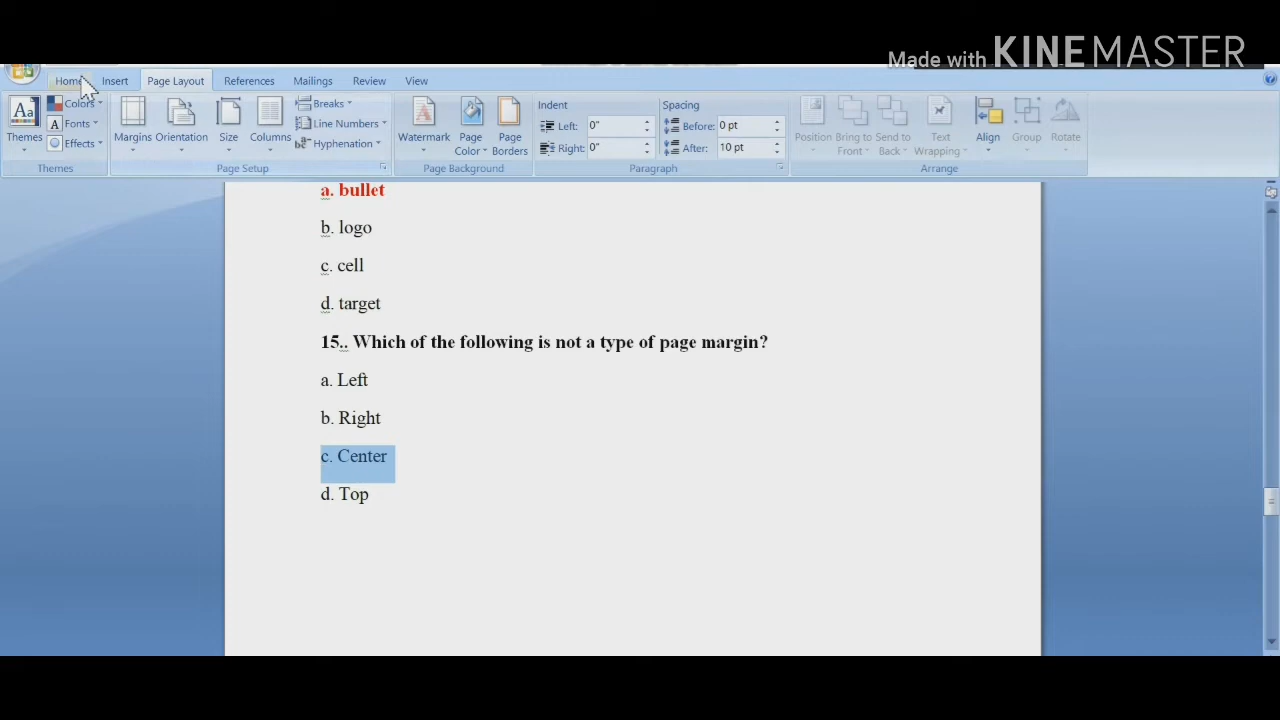 Made with KINEMASTER
Home Insert Page Layout References Mailings Review View
Colors Breaks Indent Spacing
Aa A Fonts Line Numbers Left: 0" Before: 0 pt
Themes Margins Orientation Size Columns Watermark Page Color Page Borders Position Bring to Front Send to Back Text Wrapping Align Group Rotate
Effects Hyphenation Right: 0" After: 10 pt
Themes Page Setup Page Background Paragraph Arrange
a. bullet
b. logo
c. cell
d. target
15.. Which of the following is not a type of page margin?
a. Left
b. Right
c. Center
d. Top